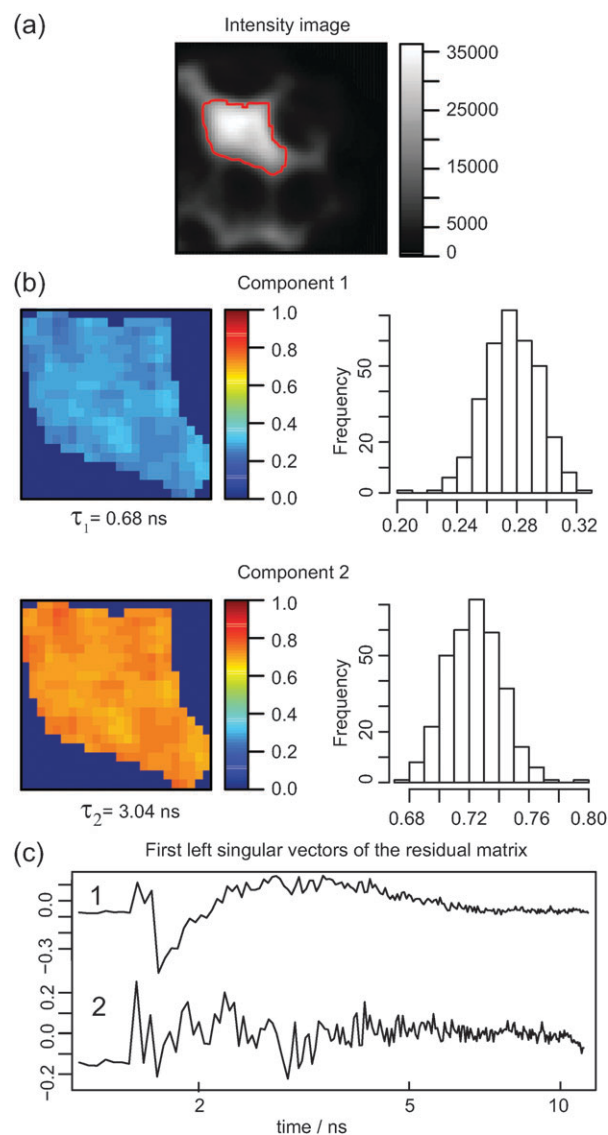 (a)
Intensity image
35000
25000
15000
5000
0
(b)
Component 1
1.0
0.8
0.6
0.4
0.2
0.0
τ1= 0.68 ns
Frequency
50
20
0
0.20 0.24 0.28 0.32
Component 2
1.0
0.8
0.6
0.4
0.2
0.0
τ2= 3.04 ns
Frequency
50
20
0
0.68 0.72 0.76 0.80
(c)
First left singular vectors of the residual matrix
1
0.0
−0.3
2
0.2
0.0
−0.2
2 5 10
time / ns